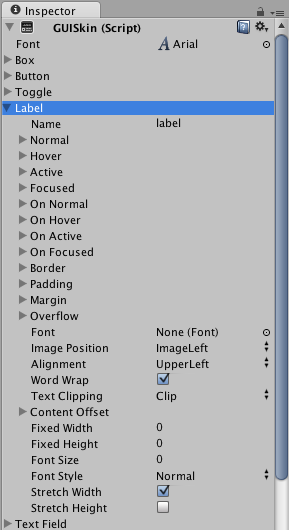 Inspector
GUISkin (Script)
Font Arial
Box
Button
Toggle
Label
Name label
Normal
Hover
Active
Focused
On Normal
On Hover
On Active
On Focused
Border
Padding
Margin
Overflow
Font None (Font)
Image Position ImageLeft
Alignment UpperLeft
Word Wrap
Text Clipping Clip
Content Offset
Fixed Width 0
Fixed Height 0
Font Size 0
Font Style Normal
Stretch Width
Stretch Height
Text Field